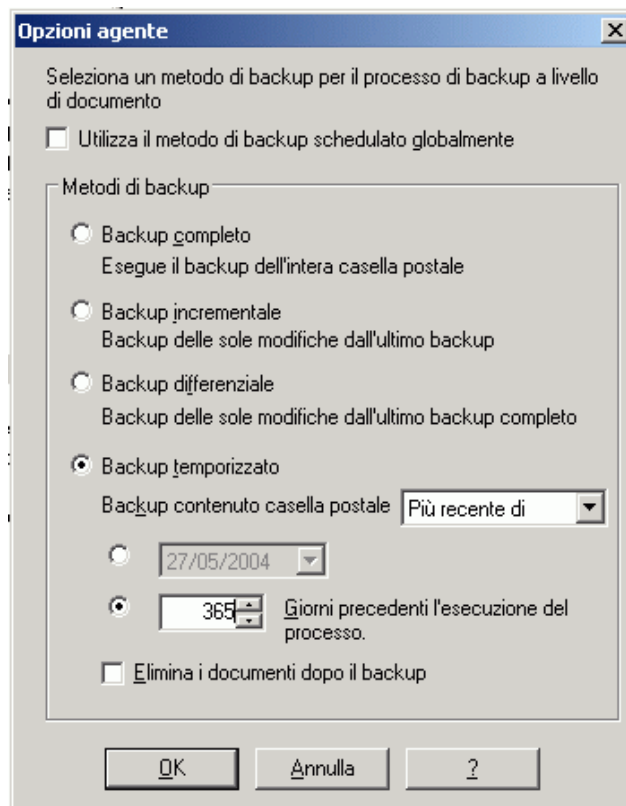 Opzioni agente
Seleziona un metodo di backup per il processo di backup a livello
di documento
Utilizza il metodo di backup schedulato globalmente
Metodi di backup
Backup completo
Esegue il backup dell'intera casella postale
Backup incrementale
Backup delle sole modifiche dall'ultimo backup
Backup differenziale
Backup delle sole modifiche dall'ultimo backup completo
Backup temporizzato
Backup contenuto casella postale Più recente di
27/05/2004
365 Giorni precedenti l'esecuzione del
processo.
Elimina i documenti dopo il backup
OK Annulla ?